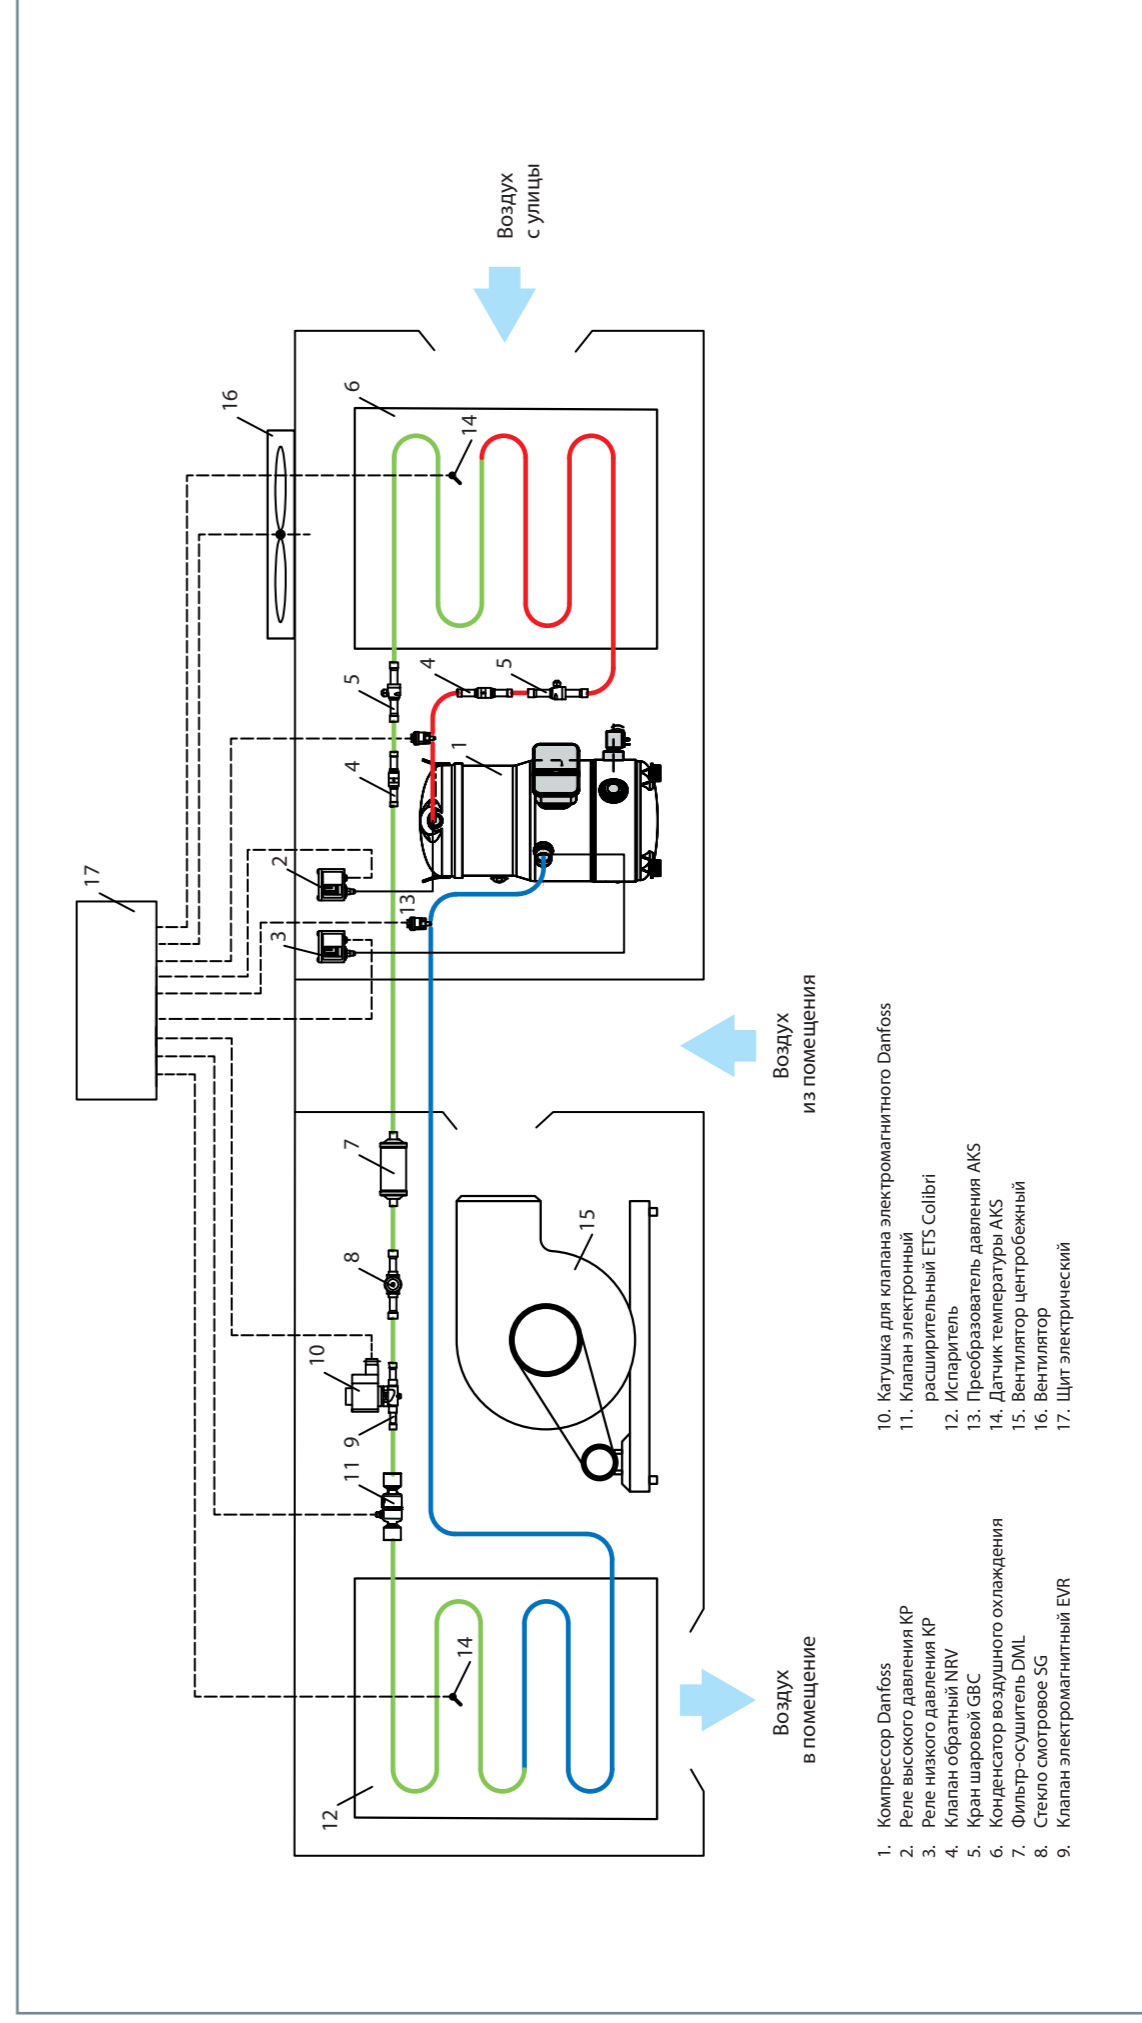 17
16
3
2
12
10
11
9
8
7
4
5
6
13
4
14
1
14
5
Воздух
с улицы
15
Воздух
в помещение
Воздух
из помещения
1. Компрессор Danfoss
2. Реле высокого давления KP
3. Реле низкого давления KP
4. Клапан обратный NRV
5. Кран шаровой GBC
6. Конденсатор воздушного охлаждения
7. Фильтр-осушитель DML
8. Стекло смотровое SG
9. Клапан электромагнитный EVR
10. Катушка для клапана электромагнитного Danfoss
11. Клапан электронный
расширительный ETS Colibri
12. Испаритель
13. Преобразователь давления AKS
14. Датчик температуры AKS
15. Вентилятор центробежный
16. Вентилятор
17. Щит электрический